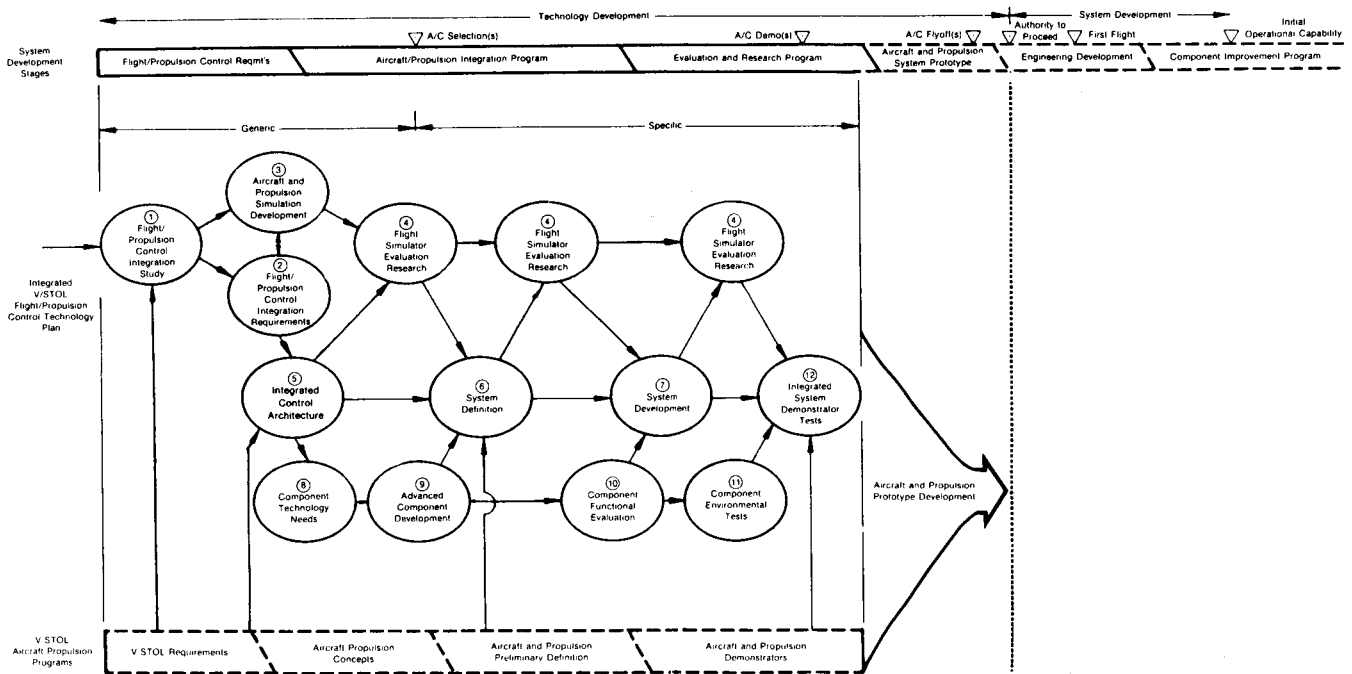 Technology Development
System Development
A/C Selection(s)
A/C Demo(s)
A/C Flyoff(s)
Authority to
Proceed
First Flight
Initial
Operational Capability
System
Development
Stages
Flight/Propulsion Control Reqmt's
Aircraft/Propulsion Integration Program
Evaluation and Research Program
Aircraft and Propulsion
System Prototype
Engineering Development
Component Improvement Program
Generic
Specific
3
Aircraft and
Propulsion
Simulation
Development
1
Flight/
Propulsion
Control
Integration
Study
4
Flight
Simulator
Evaluation
Research
4
Flight
Simulator
Evaluation
Research
4
Flight
Simulator
Evaluation
Research
2
Flight/
Propulsion
Control
Integration
Requirements
Integrated
V/STOL
Flight/Propulsion
Control Technology
Plan
5
Integrated
Control
Architecture
6
System
Definition
7
System
Development
12
Integrated
System
Demonstrator
Tests
8
Component
Technology
Needs
9
Advanced
Component
Development
10
Component
Functional
Evaluation
11
Component
Environmental
Tests
Aircraft and Propulsion
Prototype Development
V STOL
Aircraft Propulsion
Programs
V STOL Requirements
Aircraft Propulsion
Concepts
Aircraft and Propulsion
Preliminary Definition
Aircraft and Propulsion
Demonstrators